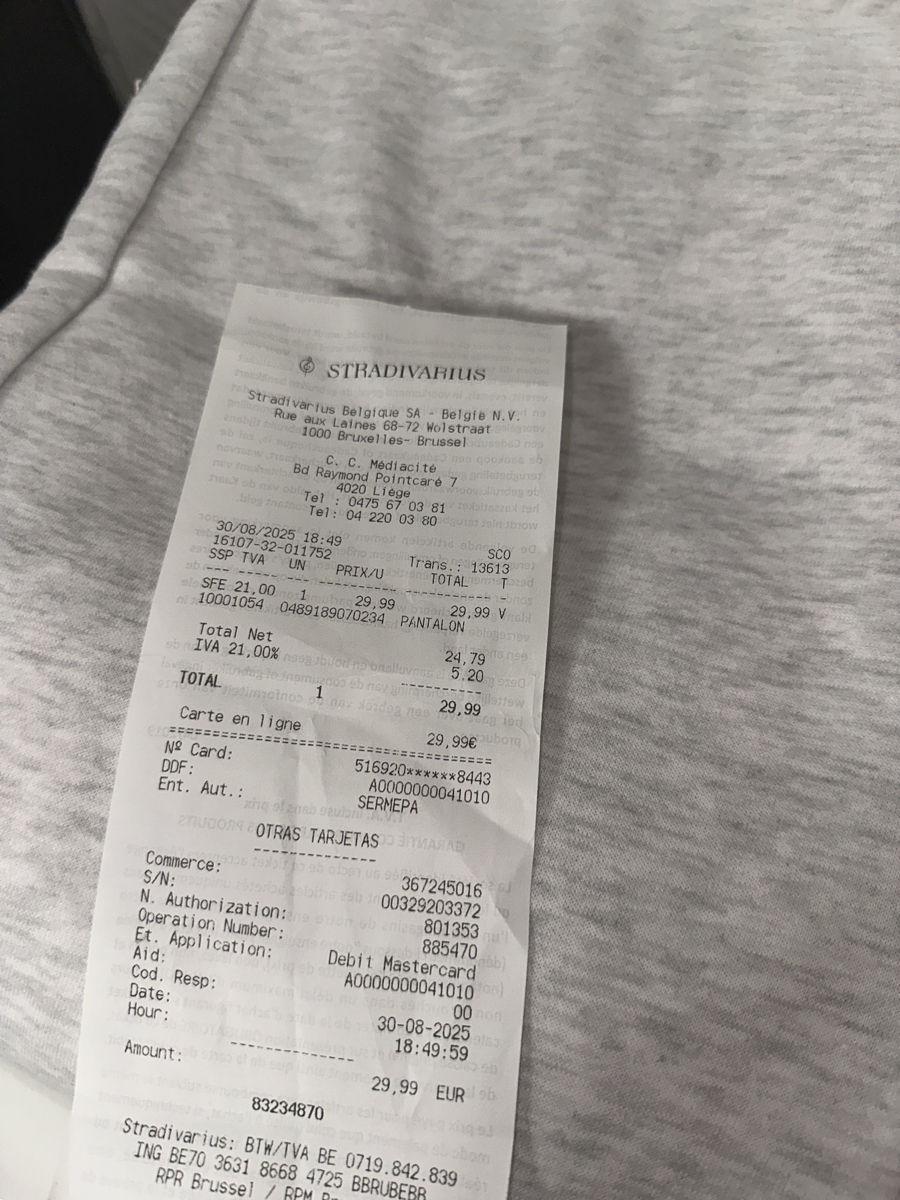 STRADIVARIUS
Stradivarius Belgique SA - Belgie N.V.
Rue aux Laines 68-72 Wolstraat
1000 Bruxelles- Brussel
C. C. Médiacité
Bd Raymond Pointcaré 7
4020 Liège
Tel : 0475 67 03 81
Tel: 04 220 03 80
30/08/2025 18:49 SCO
16107-32-011752 Trans.: 13613
SSP TVA UN PRIX/U TOTAL T
--- ----- --- ---------- ---------- -
SFE 21,00 1 29,99 29,99 V
10001054 0489189070234 PANTALON
Total Net 24,79
IVA 21,00% 5,20
----------
TOTAL 1 29,99
Carte en ligne 29,99€
========================================
Nº Card: 516920******8443
DDF: A0000000041010
Ent. Aut.: SERMEPA
OTRAS TARJETAS
-------------
Commerce: 367245016
S/N: 00329203372
N. Authorization: 801353
Operation Number: 885470
Et. Application: Debit Mastercard
Aid: A0000000041010
Cod. Resp: 00
Date: 30-08-2025
Hour: 18:49:59
-------------
Amount: 29,99 EUR
83234870
Stradivarius: BTW/TVA BE 0719.842.839
ING BE70 3631 8668 4725 BBRUBEBB
RPR Brussel / RPM